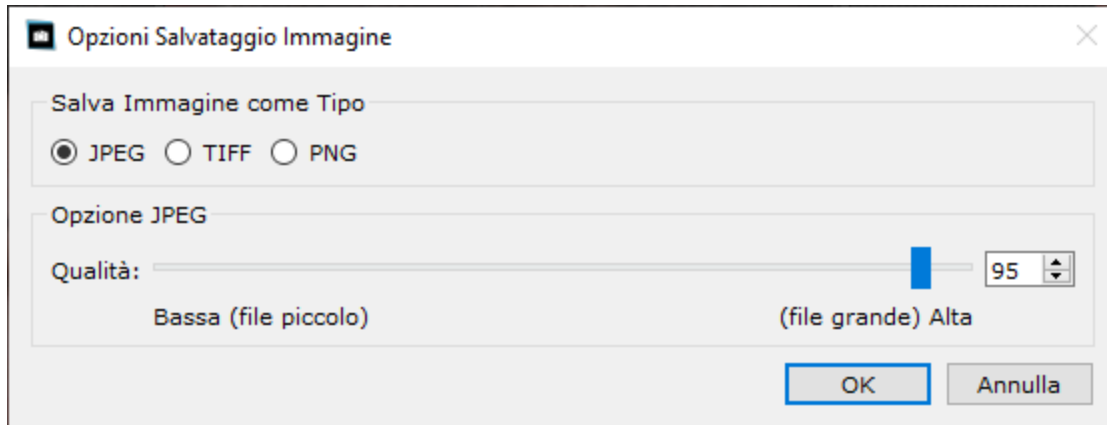 Opzioni Salvataggio Immagine
Salva Immagine come Tipo
JPEG TIFF PNG
Opzione JPEG
Qualità: 95
Bassa (file piccolo) (file grande) Alta
OK Annulla